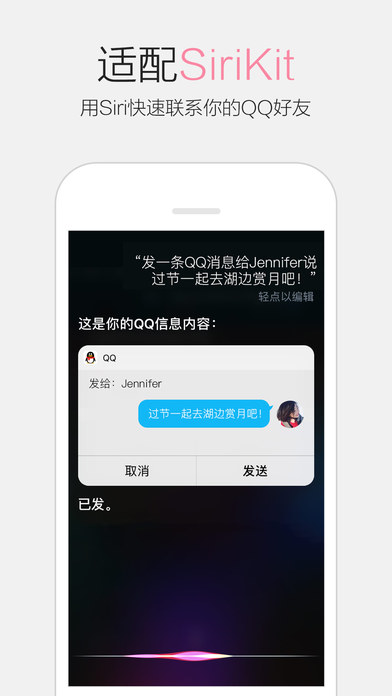 适配SiriKit
用Siri快速联系你的QQ好友
“发一条QQ消息给Jennifer说
过节一起去湖边赏月吧！”
轻点以编辑
这是你的QQ信息内容：
QQ
发给：Jennifer
过节一起去湖边赏月吧！
取消
发送
已发。